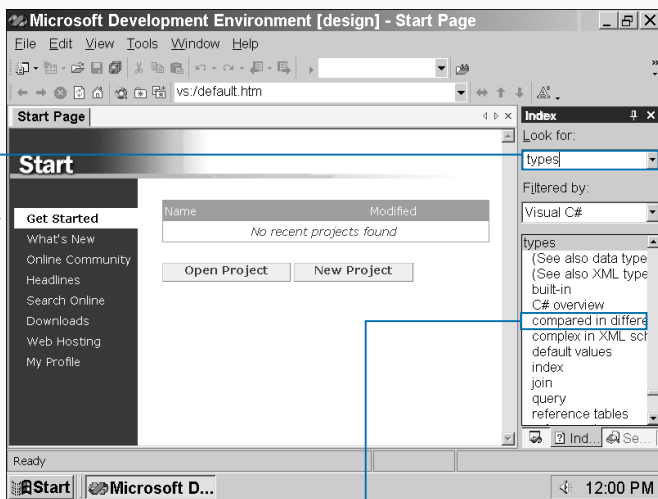 Microsoft Development Environment [design] - Start Page
File Edit View Tools Window Help
vs:/default.htm
Start Page
Index
Look for:
types
Filtered by:
Visual C#
Start
Get Started
What's New
Online Community
Headlines
Search Online
Downloads
Web Hosting
My Profile
Name Modified
No recent projects found
Open Project New Project
types
(See also data type
(See also XML type
built-in
C# overview
compared in differe
complex in XML sch
default values
index
join
query
reference tables
Ind... Se...
Ready
Start Microsoft D... 12:00 PM